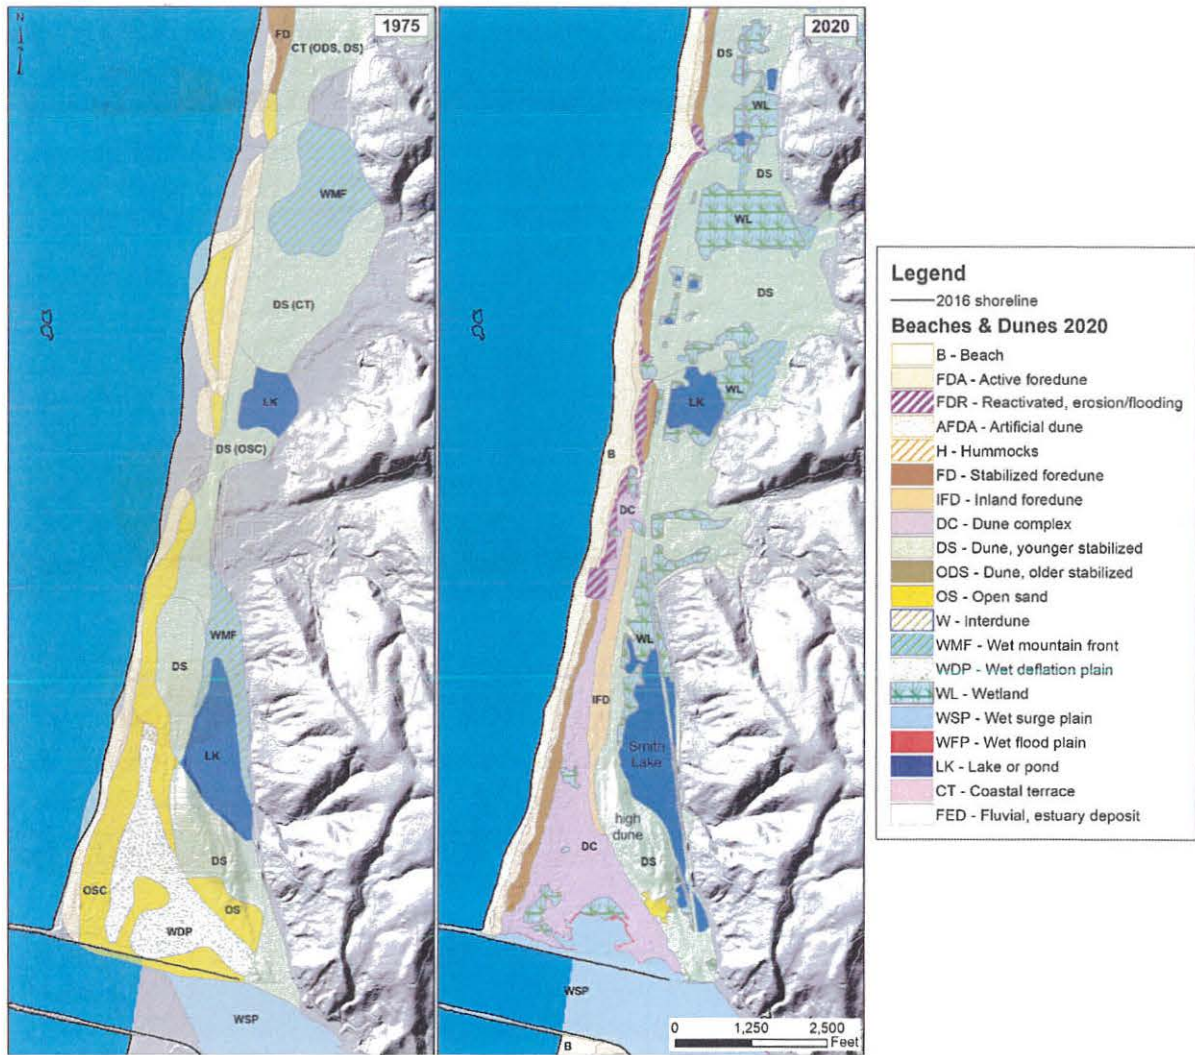 N
1975
FD
CT (ODS, DS)
WMF
DS (CT)
LK
DS (OSC)
WMF
DS
LK
DS
OSC
OS
WDP
WSP
2020
DS
WL
DS
WL
DS
LK
WL
B
DC
WL
IFD
Smith
Lake
high
dune
DC
DS
WSP
B
0 1,250 2,500
Feet
Legend
2016 shoreline
Beaches & Dunes 2020
B - Beach
FDA - Active foredune
FDR - Reactivated, erosion/flooding
AFDA - Artificial dune
H - Hummocks
FD - Stabilized foredune
IFD - Inland foredune
DC - Dune complex
DS - Dune, younger stabilized
ODS - Dune, older stabilized
OS - Open sand
W - Interdune
WMF - Wet mountain front
WDP - Wet deflation plain
WL - Wetland
WSP - Wet surge plain
WFP - Wet flood plain
LK - Lake or pond
CT - Coastal terrace
FED - Fluvial, estuary deposit